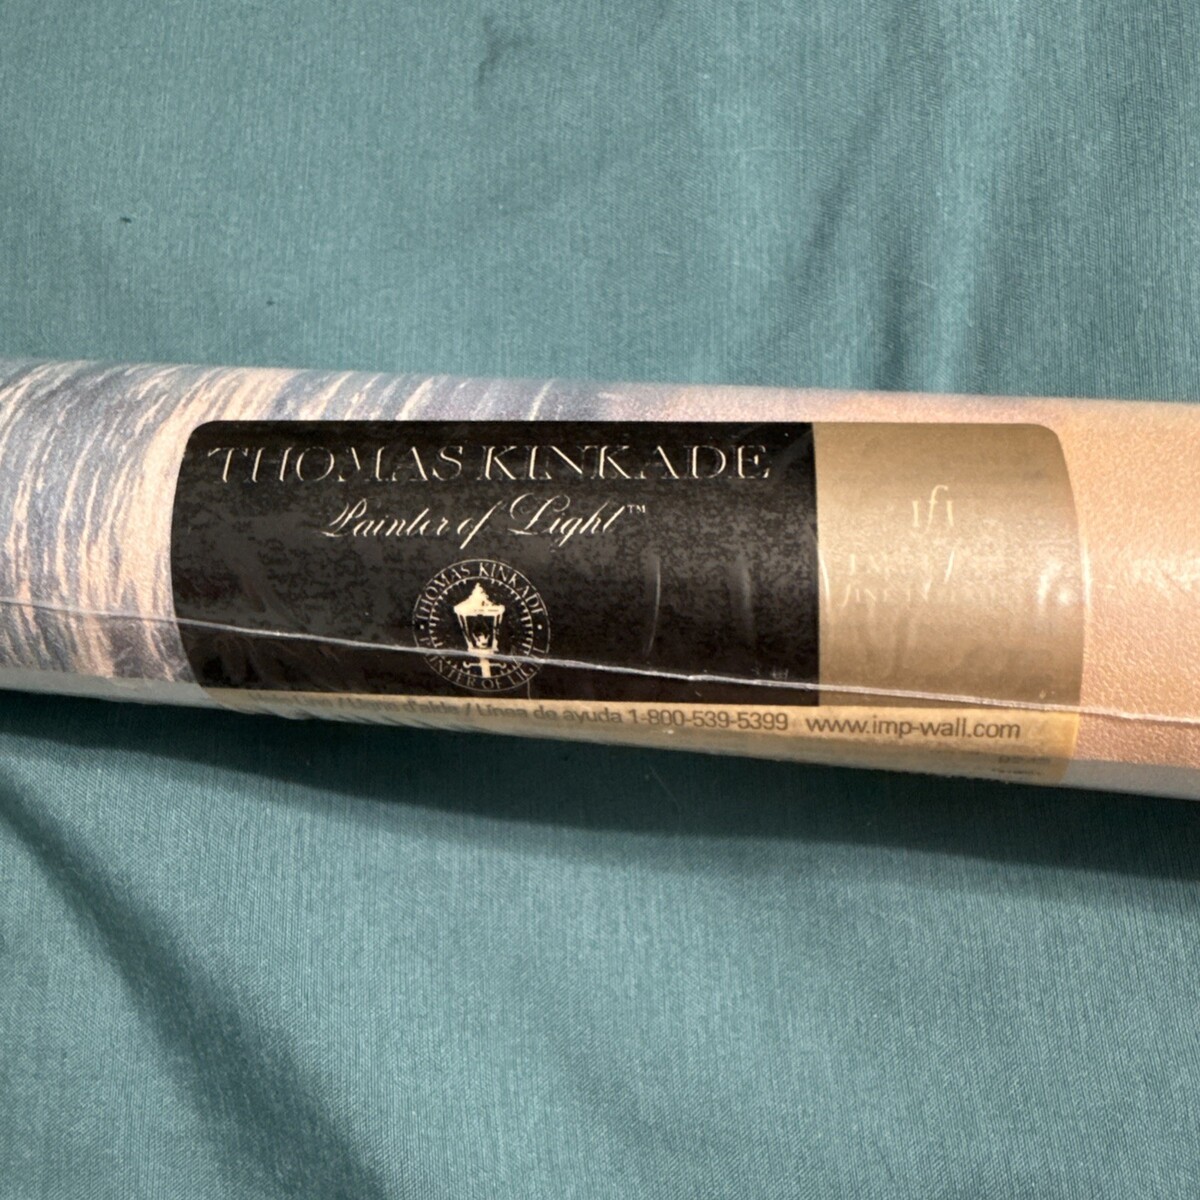 THOMAS KINKADE
Painter of Light™
THOMAS KINKADE
PAINTER OF LIGHT
Línea de ayuda 1-800-539-5399 www.imp-wall.com